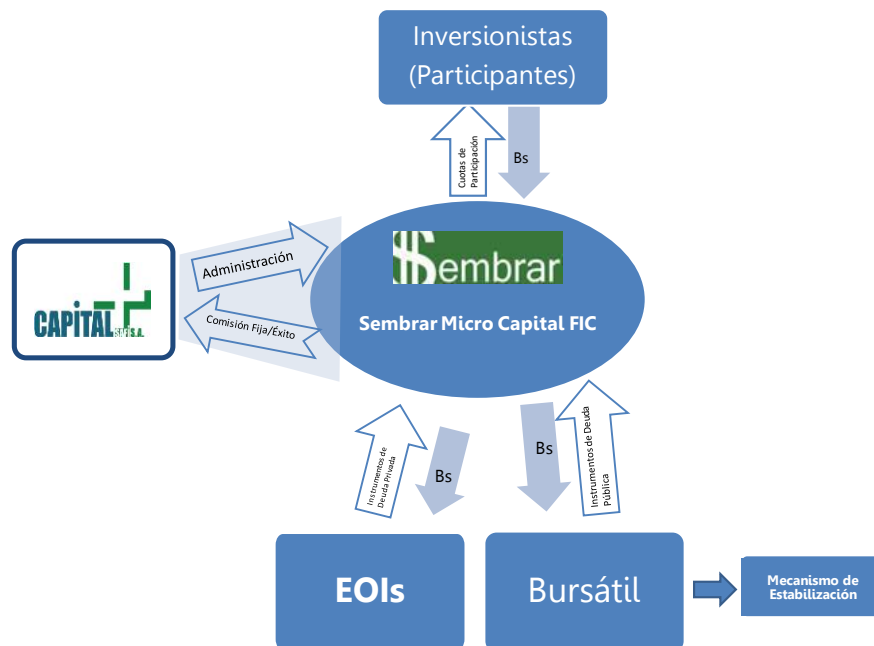 Inversionistas
(Participantes)
Cuotas de
Participación
Bs
Administración
Comisión Fija/Éxito
CAPiTAL
SAFI S.A.
Sembrar
Sembrar Micro Capital FIC
Instrumentos de
Deuda Privada
Bs
Bs
Instrumentos de Deuda
Pública
EOIs
Bursátil
Mecanismo de
Estabilización